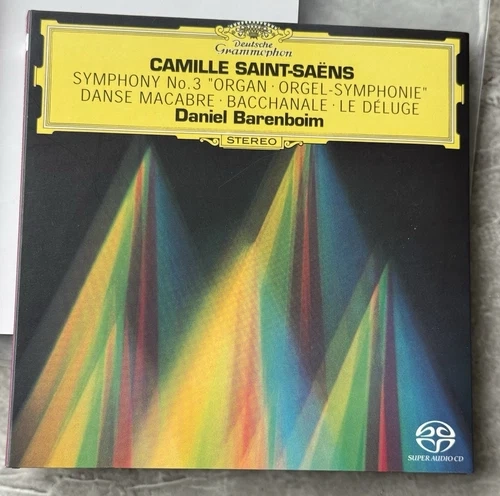 Deutsche
Grammophon
CAMILLE SAINT-SAËNS
SYMPHONY No.3 "ORGAN · ORGEL-SYMPHONIE"
DANSE MACABRE · BACCHANALE · LE DÉLUGE
Daniel Barenboim
STEREO
SUPER AUDIO CD